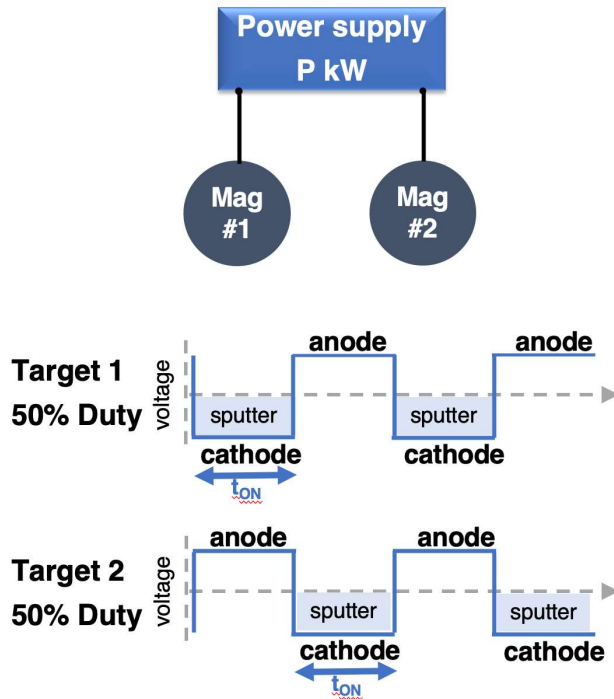 Power supply
P kW
Mag
#1
Mag
#2
anode
anode
Target 1
50% Duty
voltage
sputter
sputter
cathode
cathode
tON
anode
anode
Target 2
50% Duty
voltage
sputter
sputter
cathode
cathode
tON